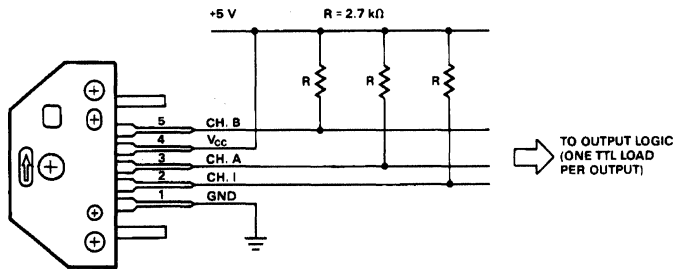 +5 V R = 2.7 kΩ
R R R
5 CH. B
4 VCC
3 CH. A
2 CH. I
1 GND
TO OUTPUT LOGIC
(ONE TTL LOAD
PER OUTPUT)